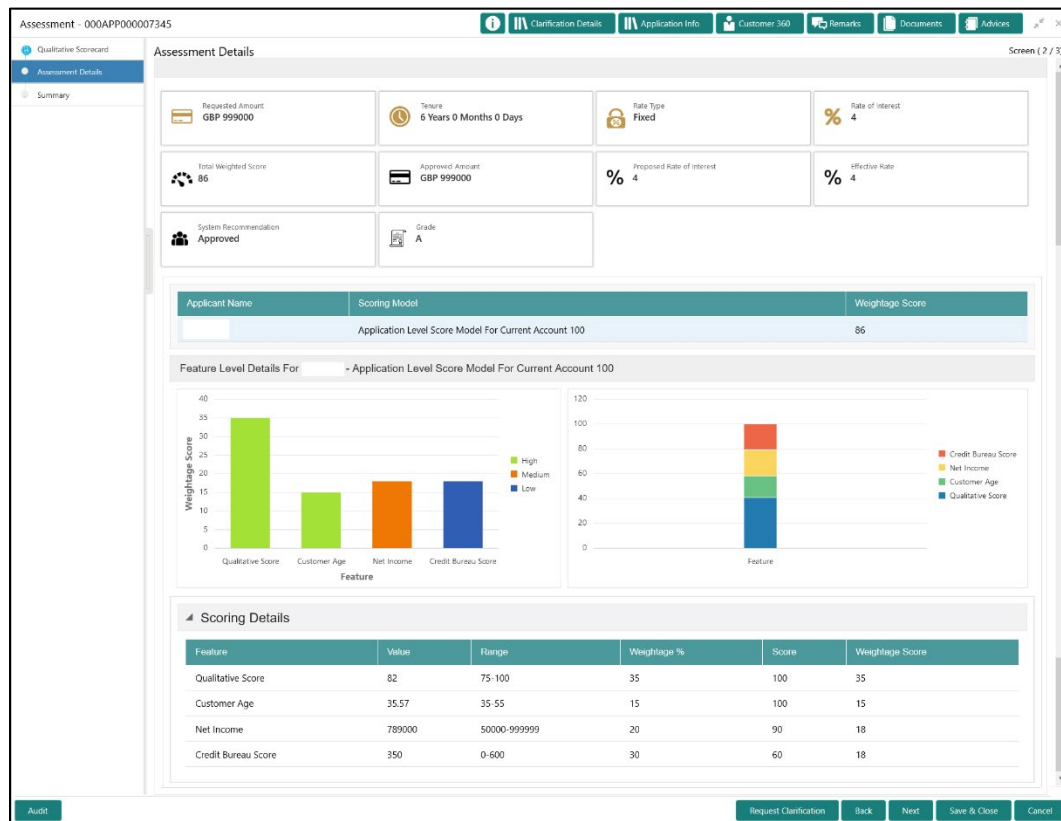 Assessment - 000APP000007345
Clarification Details
Application Info
Customer 360
Remarks
Documents
Advices
Qualitative Scorecard
Assessment Details
Summary
Assessment Details
Screen ( 2 / 3)
Requested Amount
GBP 999000
Tenure
6 Years 0 Months 0 Days
Rate Type
Fixed
Rate of Interest
4
Total Weighted Score
86
Approved Amount
GBP 999000
Proposed Rate of Interest
4
Effective Rate
4
System Recommendation
Approved
Grade
A
Applicant Name Scoring Model Weightage Score
Application Level Score Model For Current Account 100 86
Feature Level Details For - Application Level Score Model For Current Account 100
Weightage Score
40
35
30
25
20
15
10
5
0
Qualitative Score Customer Age Net Income Credit Bureau Score
Feature
High
Medium
Low
120
100
80
60
40
20
0
Feature
Credit Bureau Score
Net Income
Customer Age
Qualitative Score
Scoring Details
Feature Value Range Weightage % Score Weightage Score
Qualitative Score 82 75-100 35 100 35
Customer Age 35.57 35-55 15 100 15
Net Income 789000 50000-999999 20 90 18
Credit Bureau Score 350 0-600 30 60 18
Audit
Request Clarification
Back
Next
Save & Close
Cancel